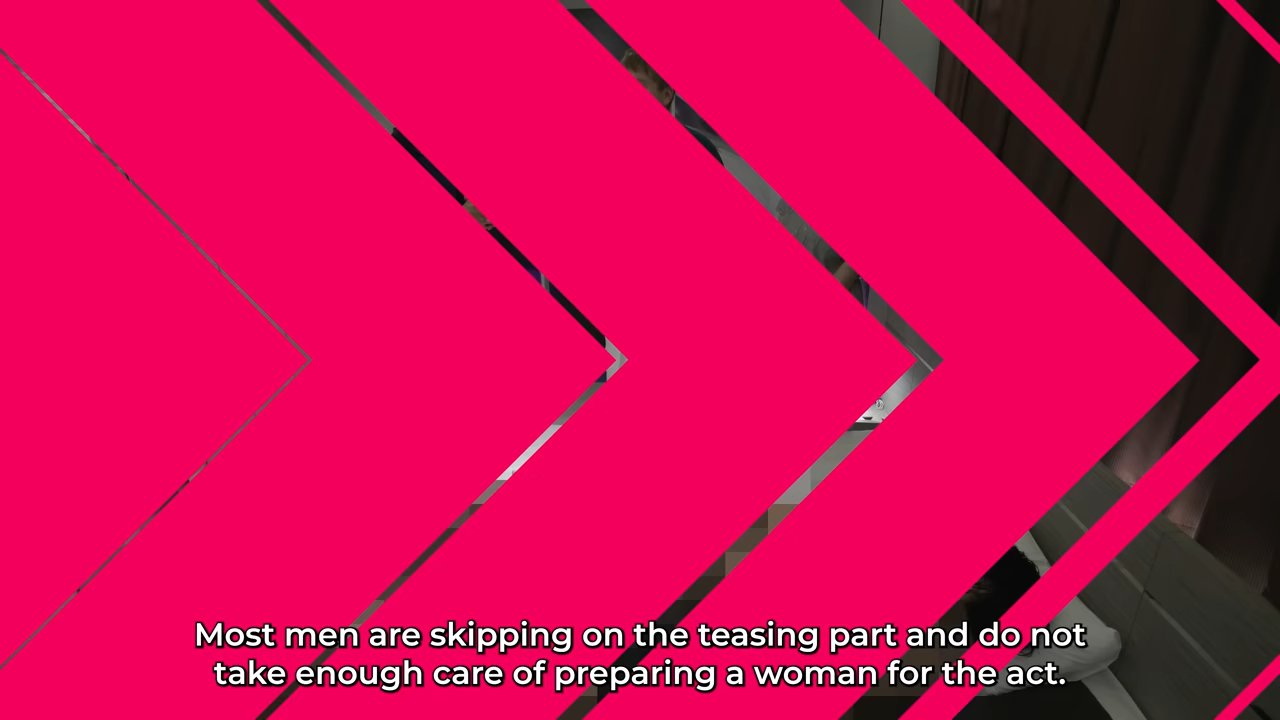 Most men are skipping on the teasing part and do not
take enough care of preparing a woman for the act.